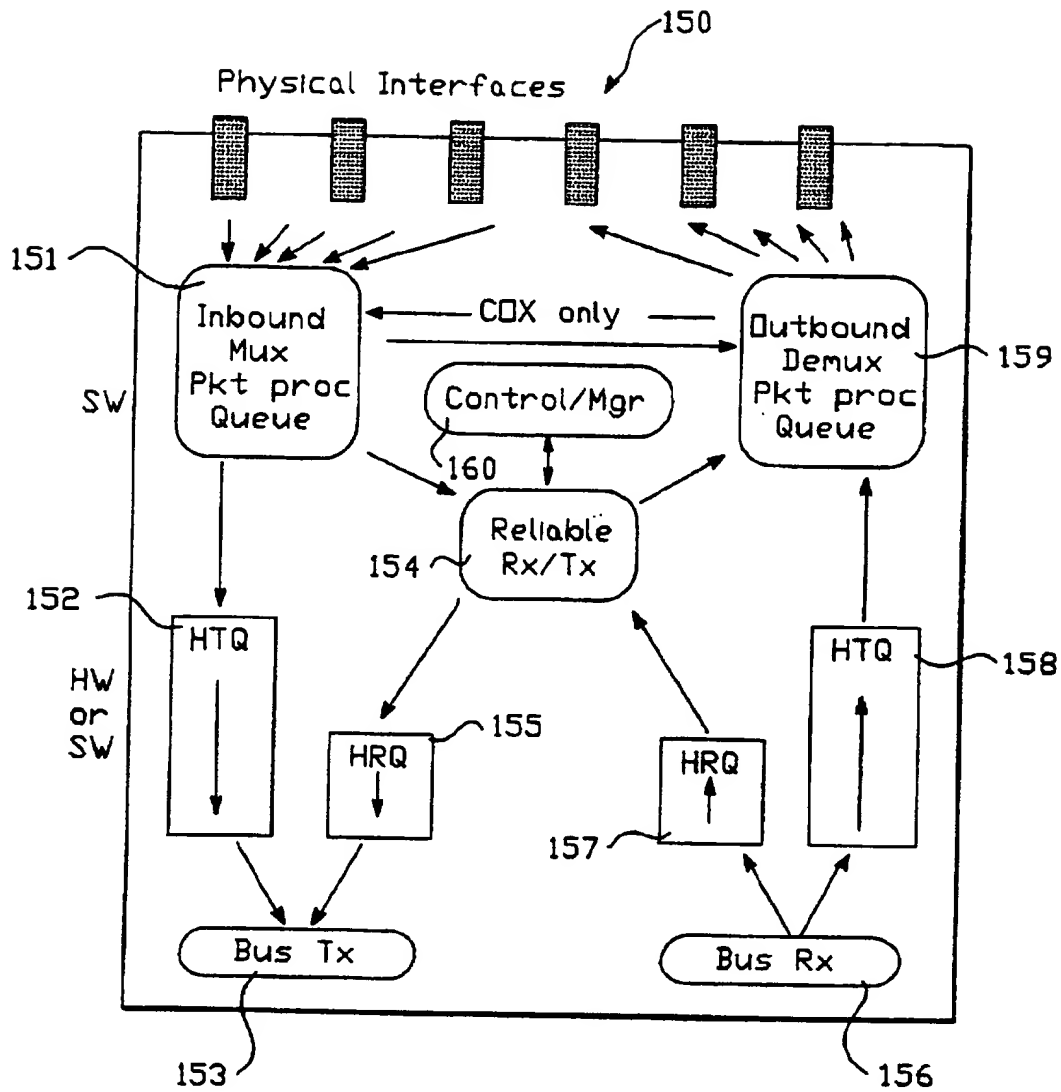 150
Physical Interfaces
151
Inbound
Mux
Pkt proc
Queue
COX only
Outbound
Demux
Pkt proc
Queue
159
SW
Control/Mgr
160
Reliable
Rx/Tx
154
152
HTQ
HW
or
SW
HRQ
155
HRQ
157
HTQ
158
Bus Tx
153
Bus Rx
156